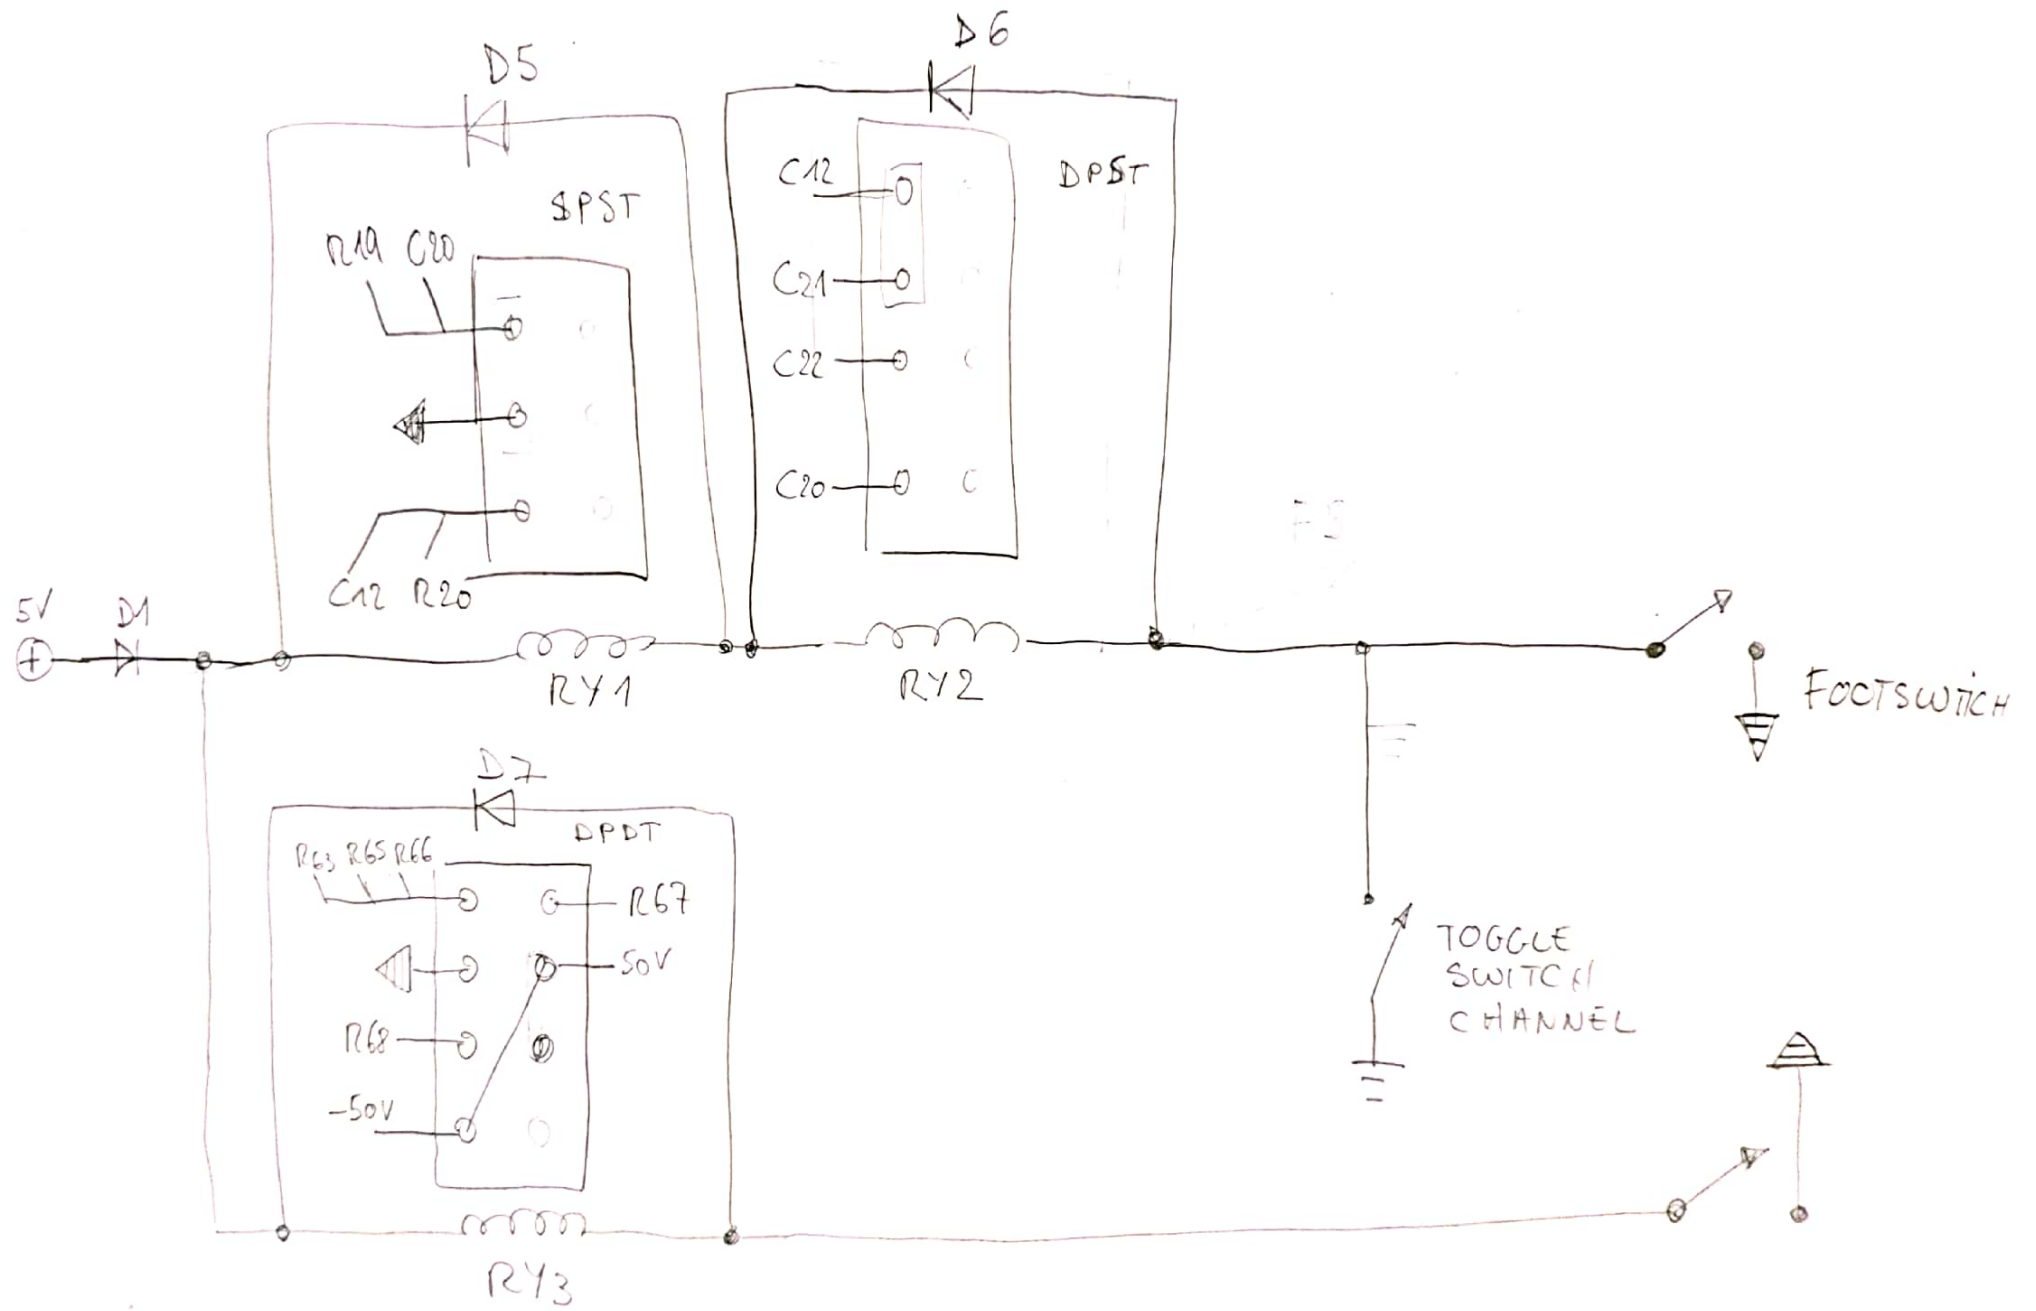 D5
D6
SPST
R19 C20
C12 R20
C12
C21
C22
C20
DPST
5V
D1
RY1
RY2
FOOTSWTICH
D7
DPDT
R63 R65 R66
R67
50V
R68
-50V
RY3
TOGGLE
SWITCH
CHANNEL